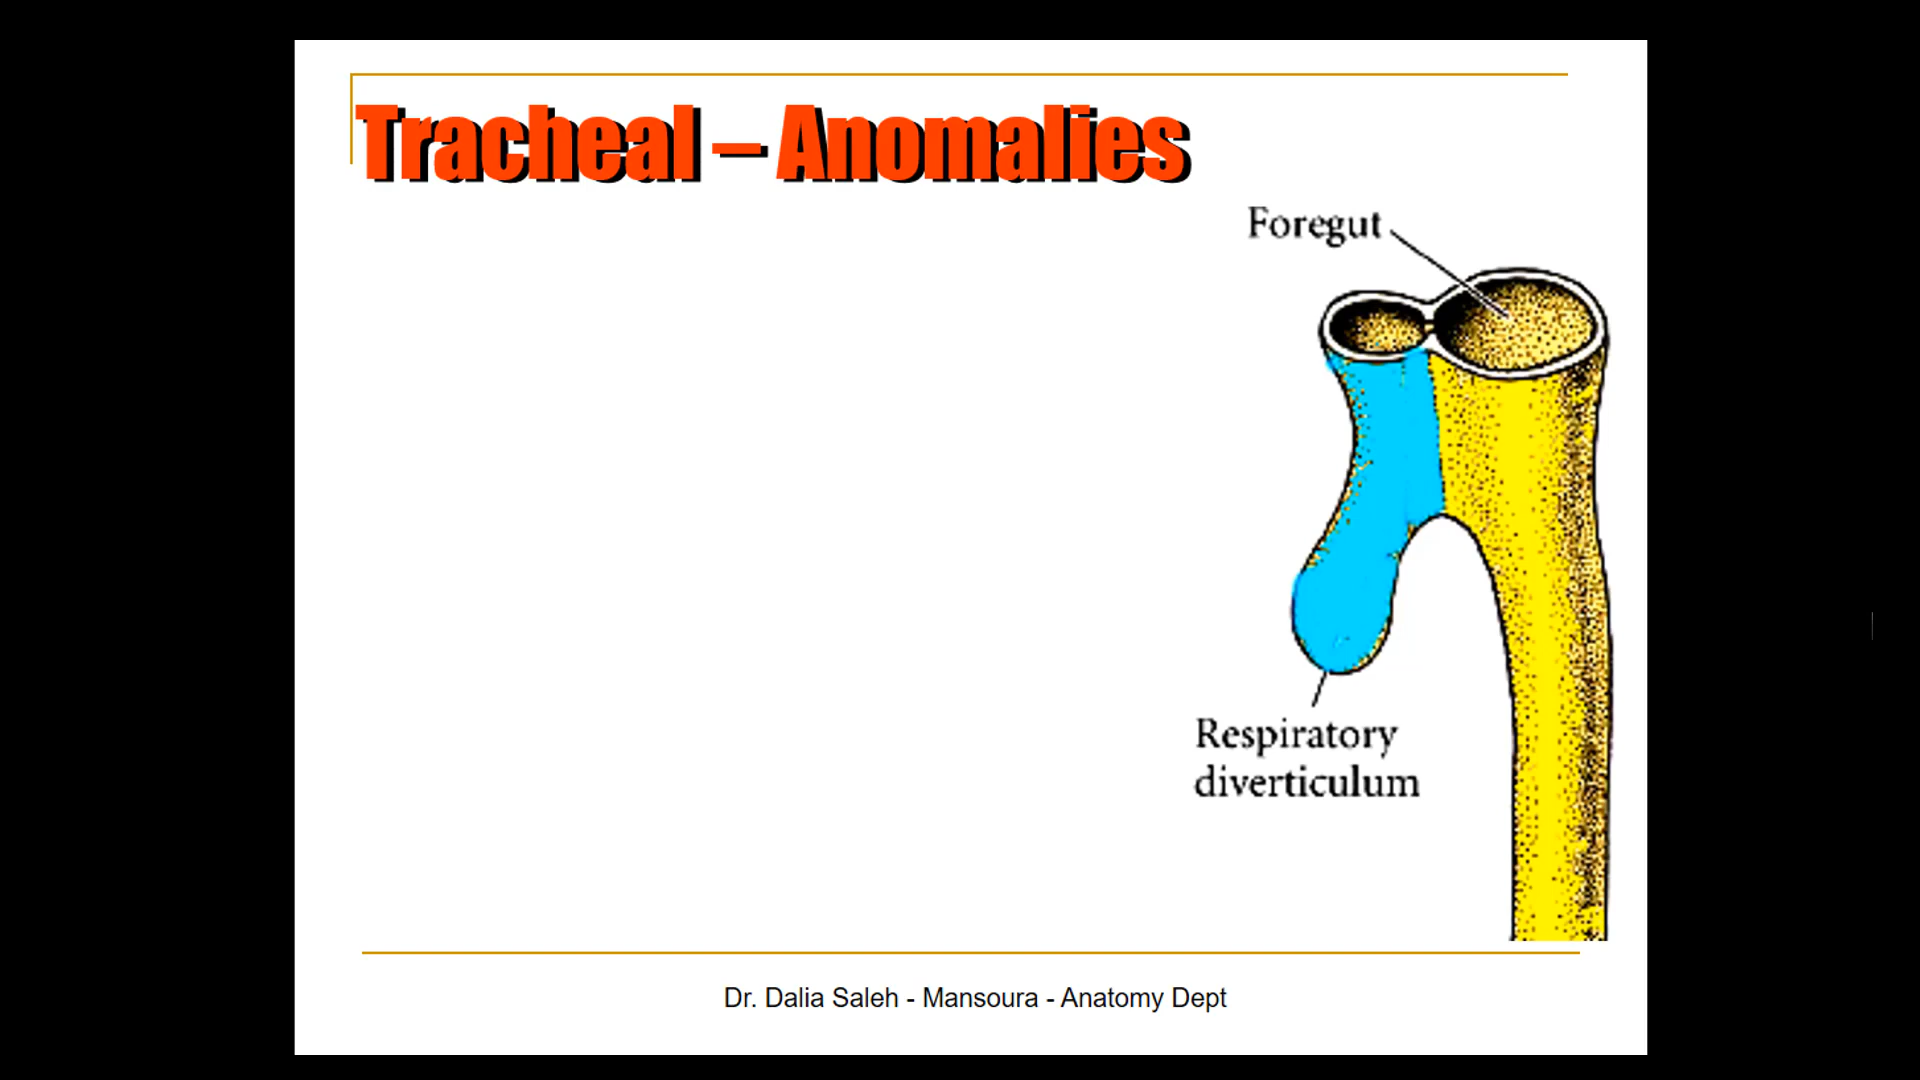 Tracheal – Anomalies
Foregut
Respiratory
diverticulum
Dr. Dalia Saleh - Mansoura - Anatomy Dept